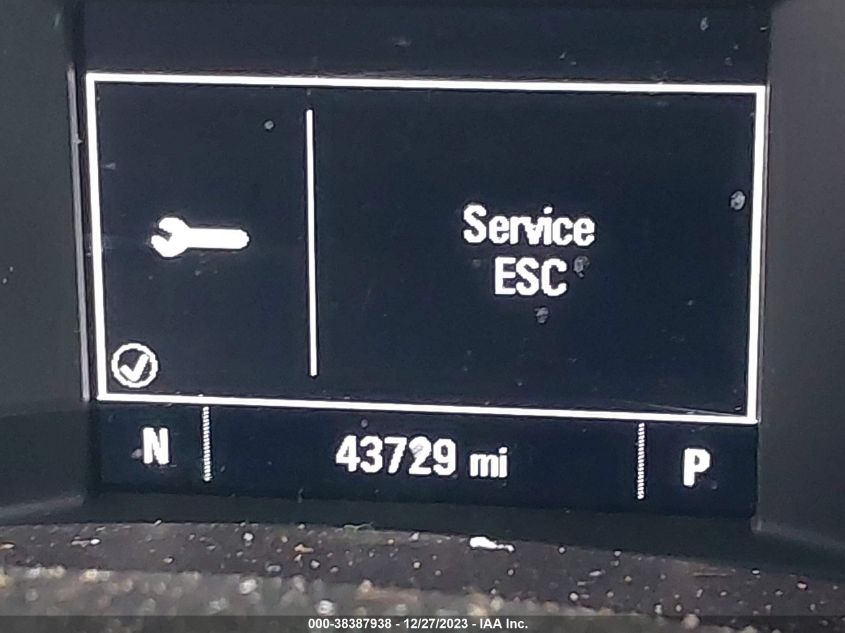 Service
ESC
N 43729 mi P
000-38387938 - 12/27/2023 - IAA Inc.